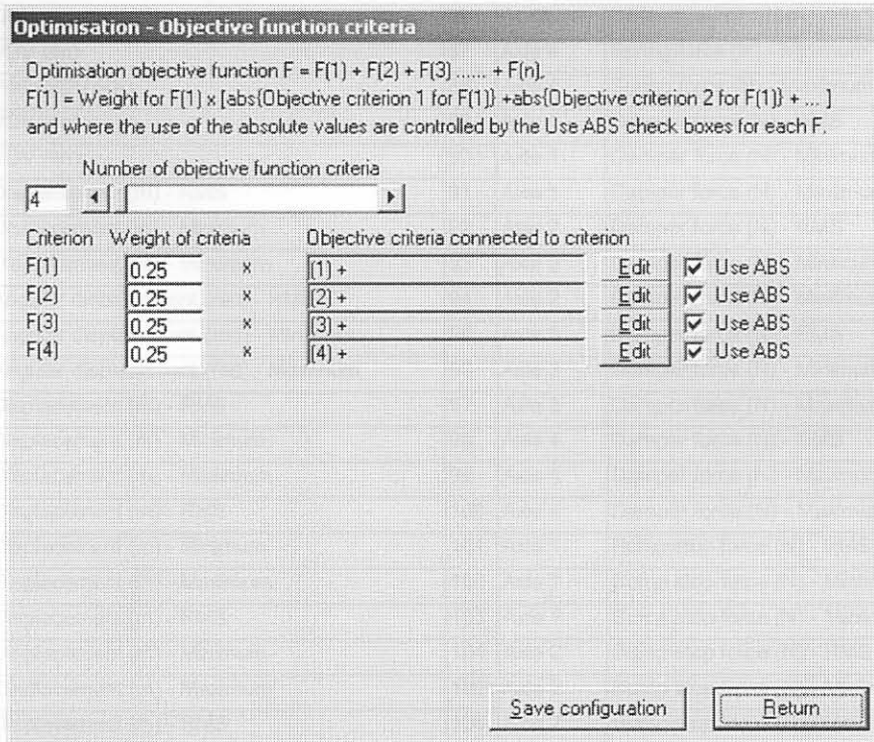 Optimisation - Objective function criteria
Optimisation objective function F = F(1) + F(2) + F(3) ...... + F(n),
F(1) = Weight for F(1) x [abs{Objective criterion 1 for F(1)} +abs{Objective criterion 2 for F(1)} + ... ]
and where the use of the absolute values are controlled by the Use ABS check boxes for each F.
Number of objective function criteria
4
Criterion Weight of criteria Objective criteria connected to criterion
F(1) 0.25 x (1) + Edit Use ABS
F(2) 0.25 x (2) + Edit Use ABS
F(3) 0.25 x (3) + Edit Use ABS
F(4) 0.25 x (4) + Edit Use ABS
Save configuration Return